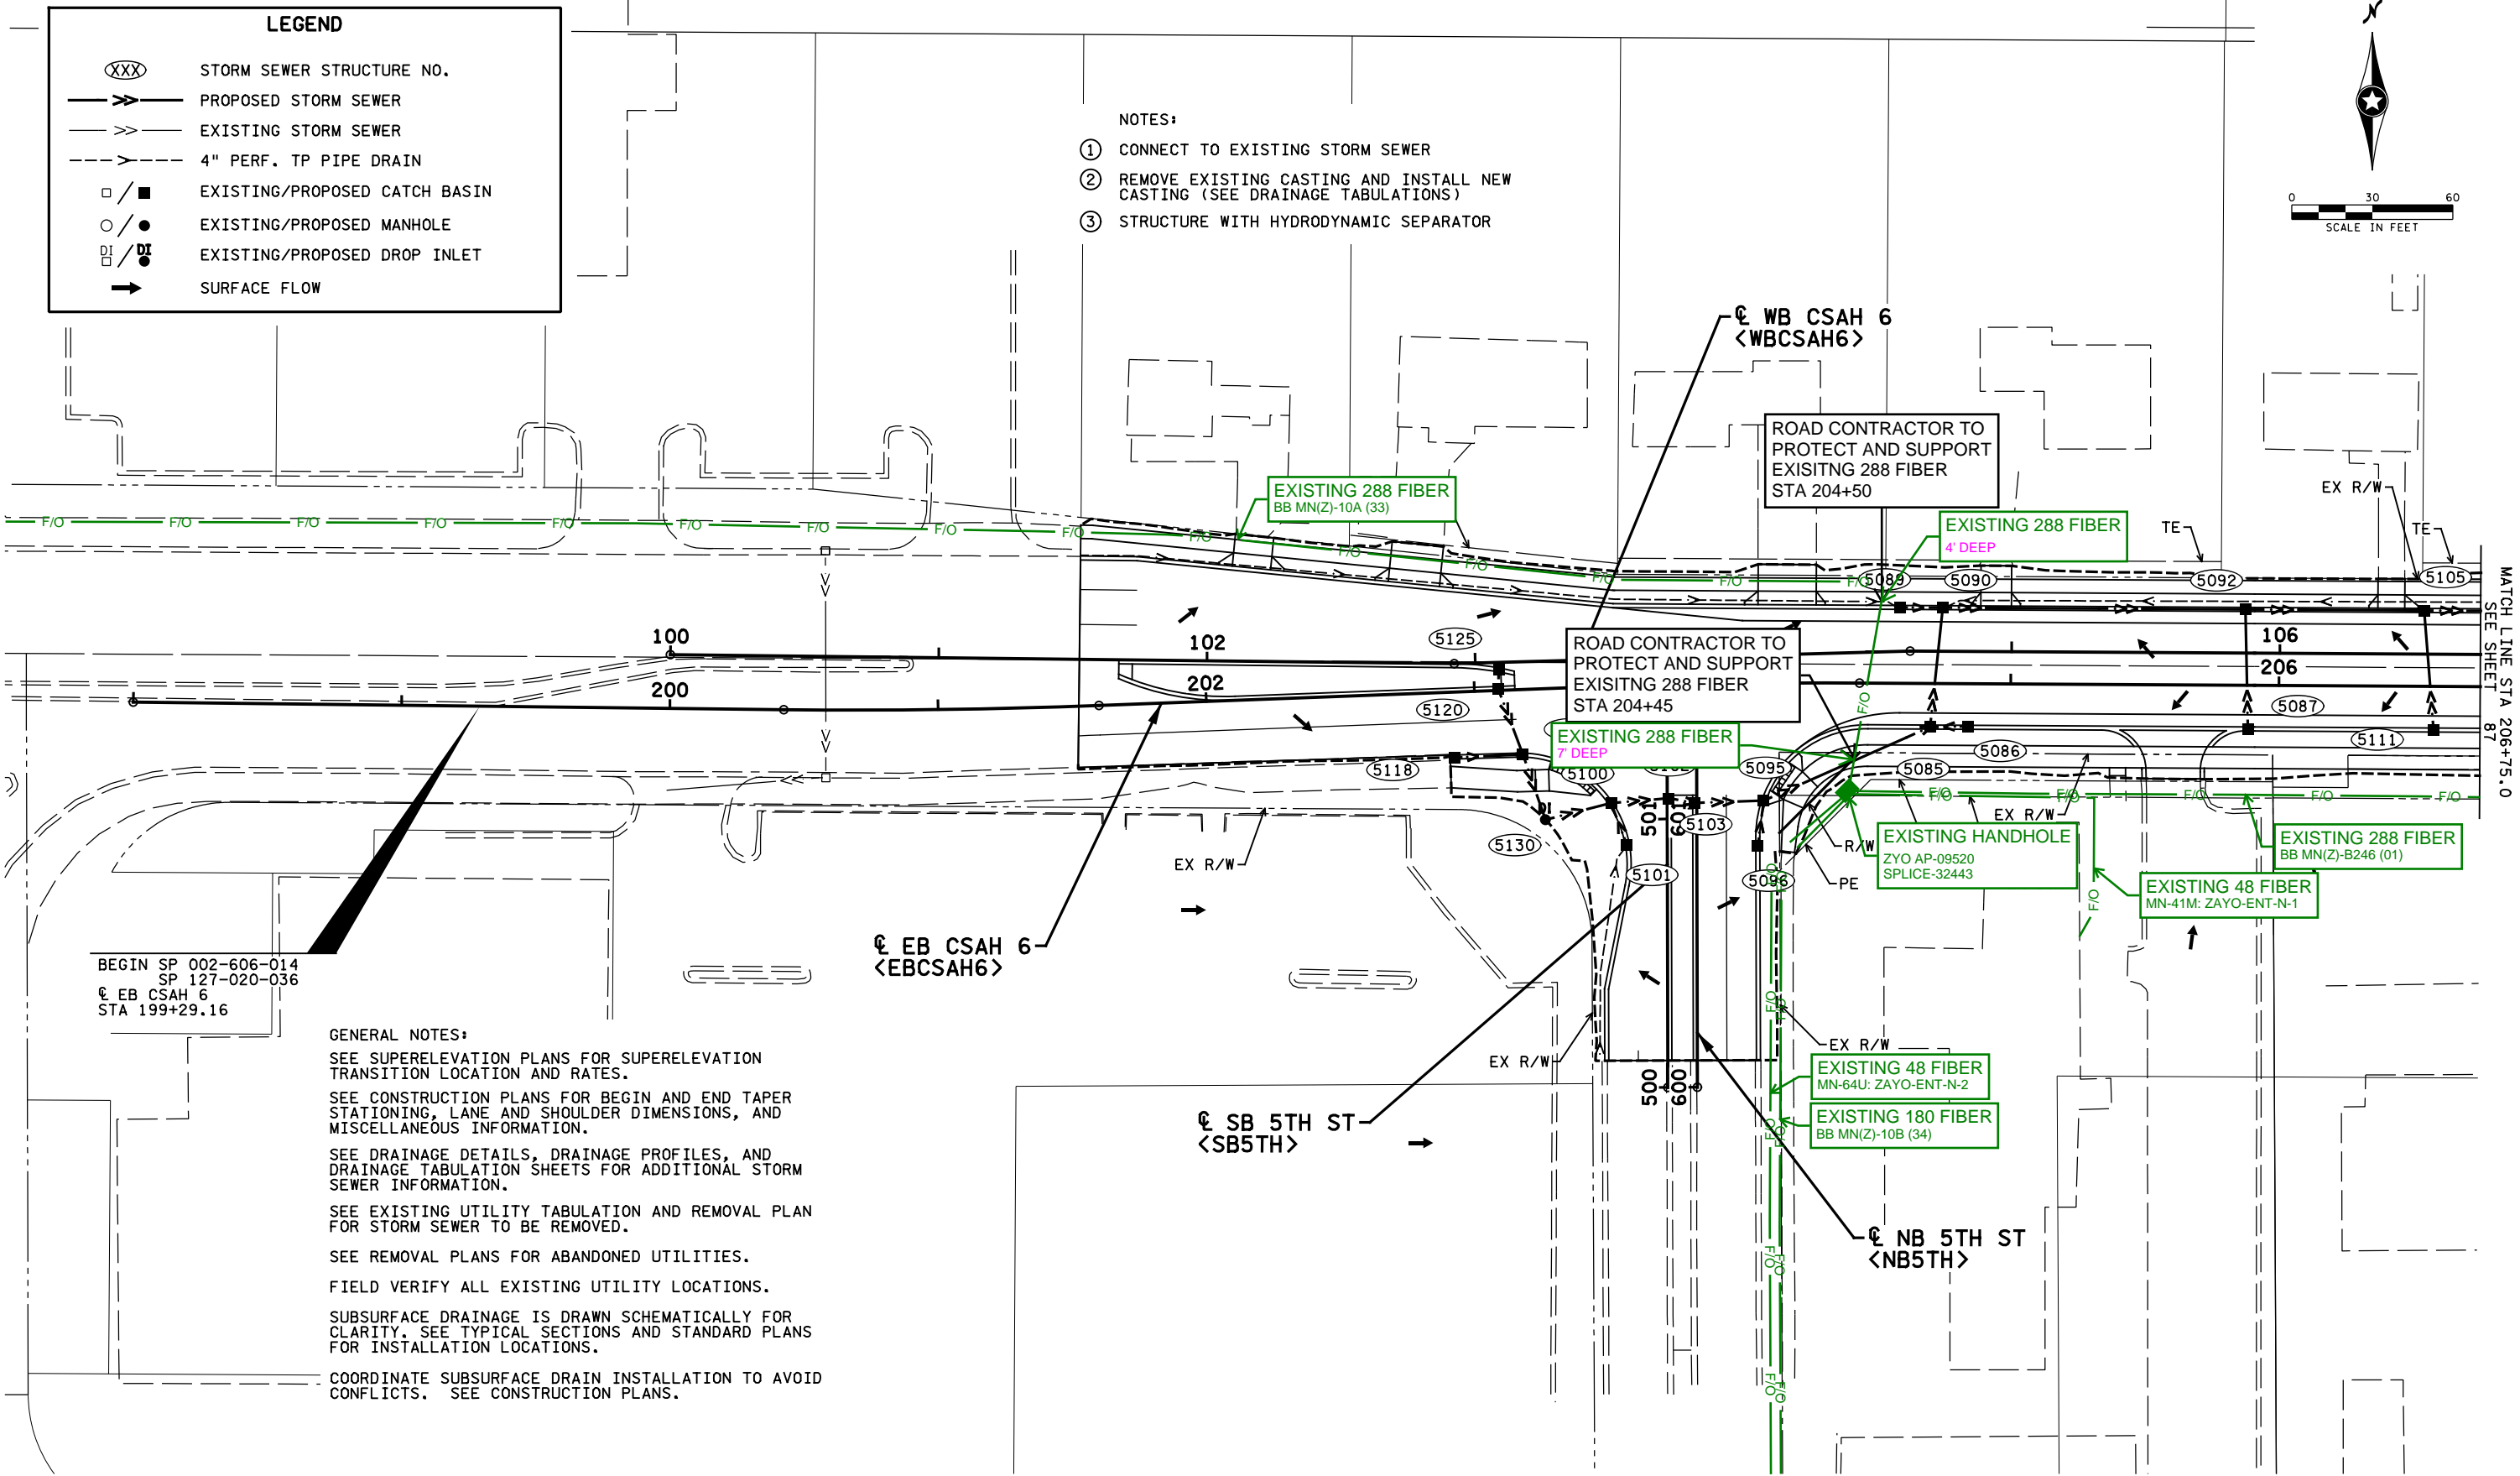 LEGEND
XXX STORM SEWER STRUCTURE NO.
PROPOSED STORM SEWER
EXISTING STORM SEWER
4" PERF. TP PIPE DRAIN
EXISTING/PROPOSED CATCH BASIN
EXISTING/PROPOSED MANHOLE
DI / DI EXISTING/PROPOSED DROP INLET
SURFACE FLOW
NOTES:
1 CONNECT TO EXISTING STORM SEWER
2 REMOVE EXISTING CASTING AND INSTALL NEW
CASTING (SEE DRAINAGE TABULATIONS)
3 STRUCTURE WITH HYDRODYNAMIC SEPARATOR
N
0 30 60
SCALE IN FEET
℄ WB CSAH 6
<WBCSAH6>
ROAD CONTRACTOR TO
PROTECT AND SUPPORT
EXISITNG 288 FIBER
STA 204+50
EXISTING 288 FIBER
BB MN(Z)-10A (33)
EXISTING 288 FIBER
4' DEEP
TE
EX R/W
TE
F/O F/O F/O F/O F/O F/O F/O F/O F/O F/O F/O F/O F/O F/O F/O
5089
5090
5092
5105
MATCH LINE STA 206+75.0
SEE SHEET 87
100
102
5125
106
200
202
206
5120
5087
ROAD CONTRACTOR TO
PROTECT AND SUPPORT
EXISITNG 288 FIBER
STA 204+45
F/O
EXISTING 288 FIBER
7' DEEP
5118
5100
5095
5085
5086
5111
F/O F/O F/O F/O F/O
DI
501
5103
5130
5101
5096
EX R/W
R/W
PE
EX R/W
EXISTING HANDHOLE
ZYO AP-09520
SPLICE-32443
EXISTING 288 FIBER
BB MN(Z)-B246 (01)
EXISTING 48 FIBER
MN-41M: ZAYO-ENT-N-1
F/O
℄ EB CSAH 6
<EBCSAH6>
BEGIN SP 002-606-014
SP 127-020-036
℄ EB CSAH 6
STA 199+29.16
GENERAL NOTES:
SEE SUPERELEVATION PLANS FOR SUPERELEVATION
TRANSITION LOCATION AND RATES.
SEE CONSTRUCTION PLANS FOR BEGIN AND END TAPER
STATIONING, LANE AND SHOULDER DIMENSIONS, AND
MISCELLANEOUS INFORMATION.
SEE DRAINAGE DETAILS, DRAINAGE PROFILES, AND
DRAINAGE TABULATION SHEETS FOR ADDITIONAL STORM
SEWER INFORMATION.
SEE EXISTING UTILITY TABULATION AND REMOVAL PLAN
FOR STORM SEWER TO BE REMOVED.
SEE REMOVAL PLANS FOR ABANDONED UTILITIES.
FIELD VERIFY ALL EXISTING UTILITY LOCATIONS.
SUBSURFACE DRAINAGE IS DRAWN SCHEMATICALLY FOR
CLARITY. SEE TYPICAL SECTIONS AND STANDARD PLANS
FOR INSTALLATION LOCATIONS.
COORDINATE SUBSURFACE DRAIN INSTALLATION TO AVOID
CONFLICTS. SEE CONSTRUCTION PLANS.
EX R/W
500
600
EX R/W
F/O F/O F/O F/O
F/O F/O F/O F/O
EXISTING 48 FIBER
MN-64U: ZAYO-ENT-N-2
EXISTING 180 FIBER
BB MN(Z)-10B (34)
℄ SB 5TH ST
<SB5TH>
℄ NB 5TH ST
<NB5TH>